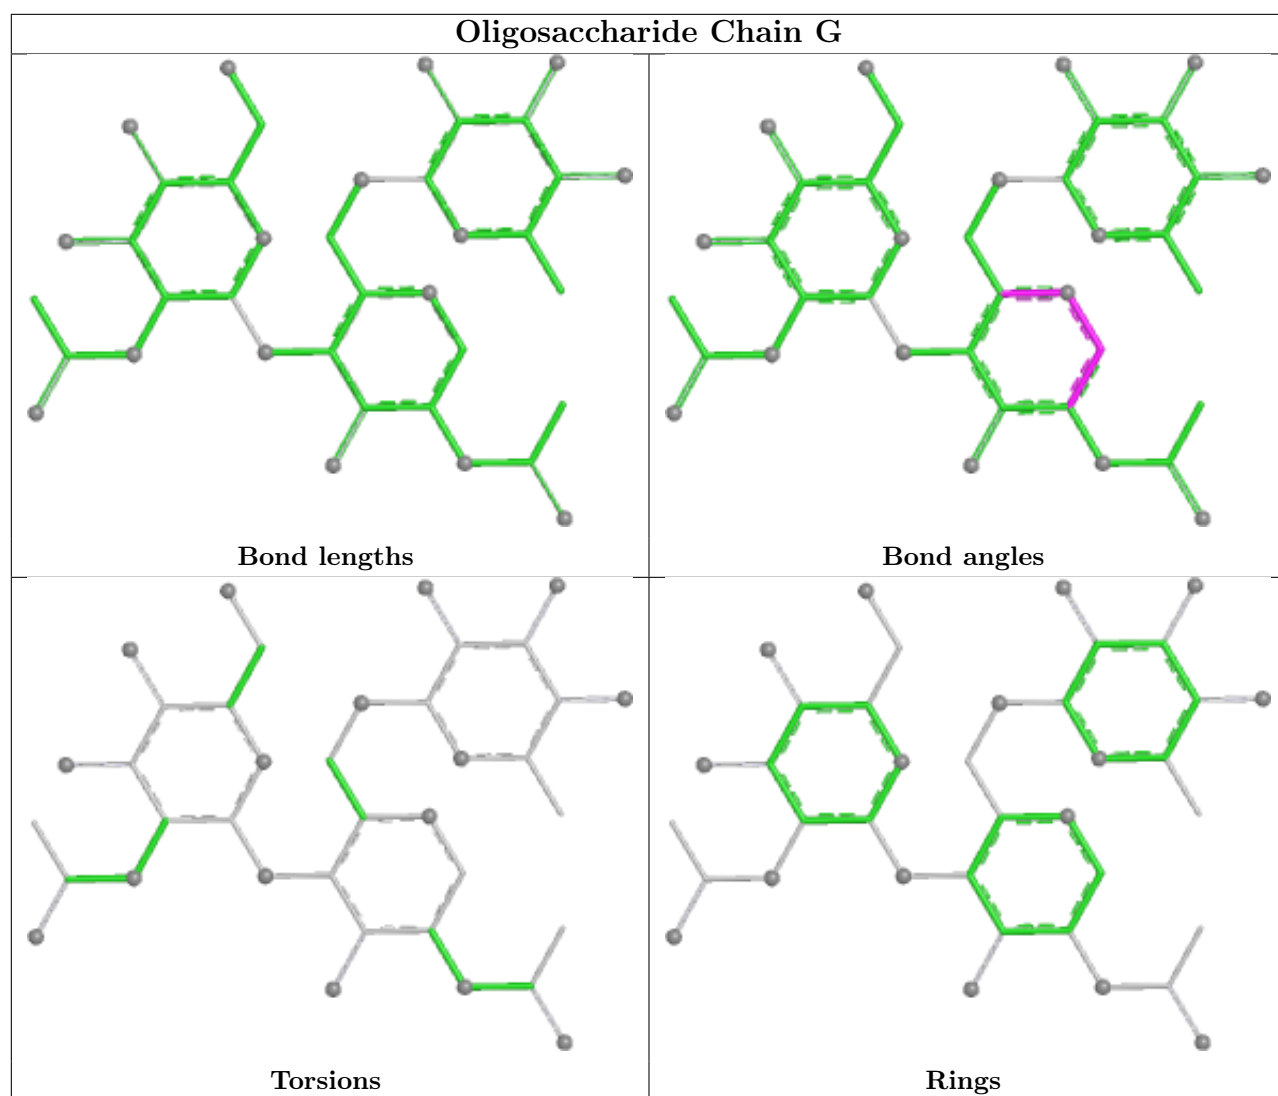 Oligosaccharide Chain G
Bond lengths
Bond angles
Torsions
Rings